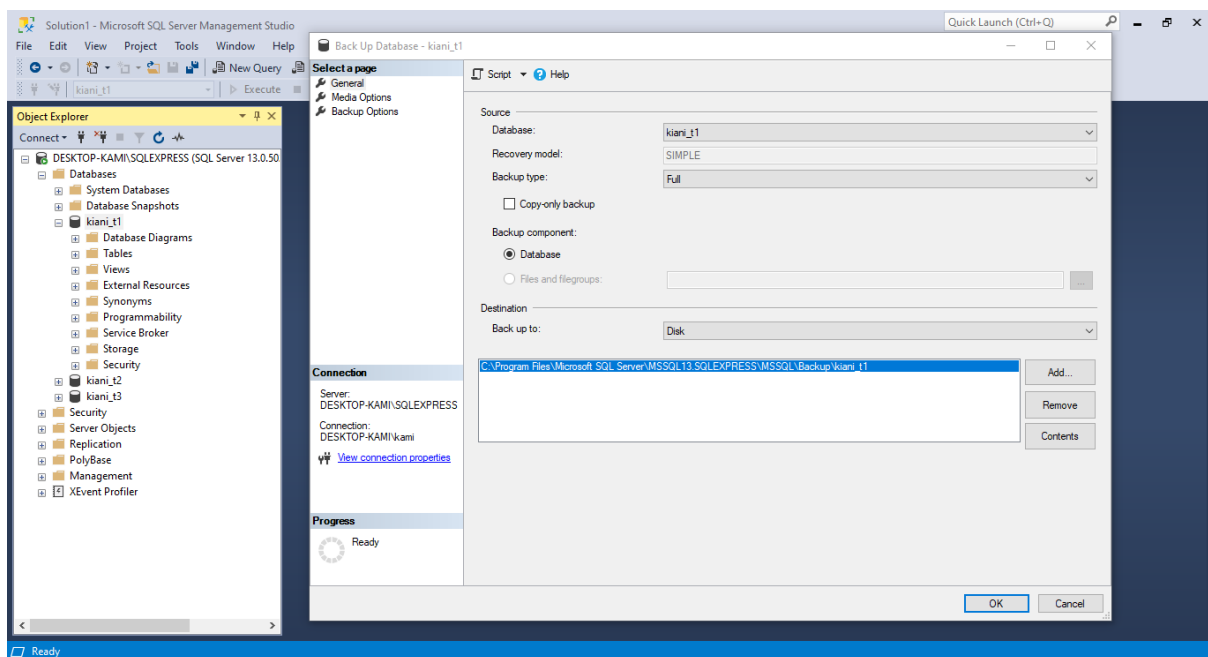 Solution1 - Microsoft SQL Server Management Studio
Quick Launch (Ctrl+Q)
File Edit View Project Tools Window Help
New Query
kiani_t1
Execute
Object Explorer
Connect
DESKTOP-KAMI\SQLEXPRESS (SQL Server 13.0.50
Databases
System Databases
Database Snapshots
kiani_t1
Database Diagrams
Tables
Views
External Resources
Synonyms
Programmability
Service Broker
Storage
Security
kiani_t2
kiani_t3
Security
Server Objects
Replication
PolyBase
Management
XEvent Profiler
Back Up Database - kiani_t1
Select a page
General
Media Options
Backup Options
Connection
Server:
DESKTOP-KAMI\SQLEXPRESS
Connection:
DESKTOP-KAMI\kami
View connection properties
Progress
Ready
Script Help
Source
Database: kiani_t1
Recovery model: SIMPLE
Backup type: Full
Copy-only backup
Backup component:
Database
Files and filegroups:
...
Destination
Back up to: Disk
C:\Program Files\Microsoft SQL Server\MSSQL13.SQLEXPRESS\MSSQL\Backup\kiani_t1
Add...
Remove
Contents
OK Cancel
Ready